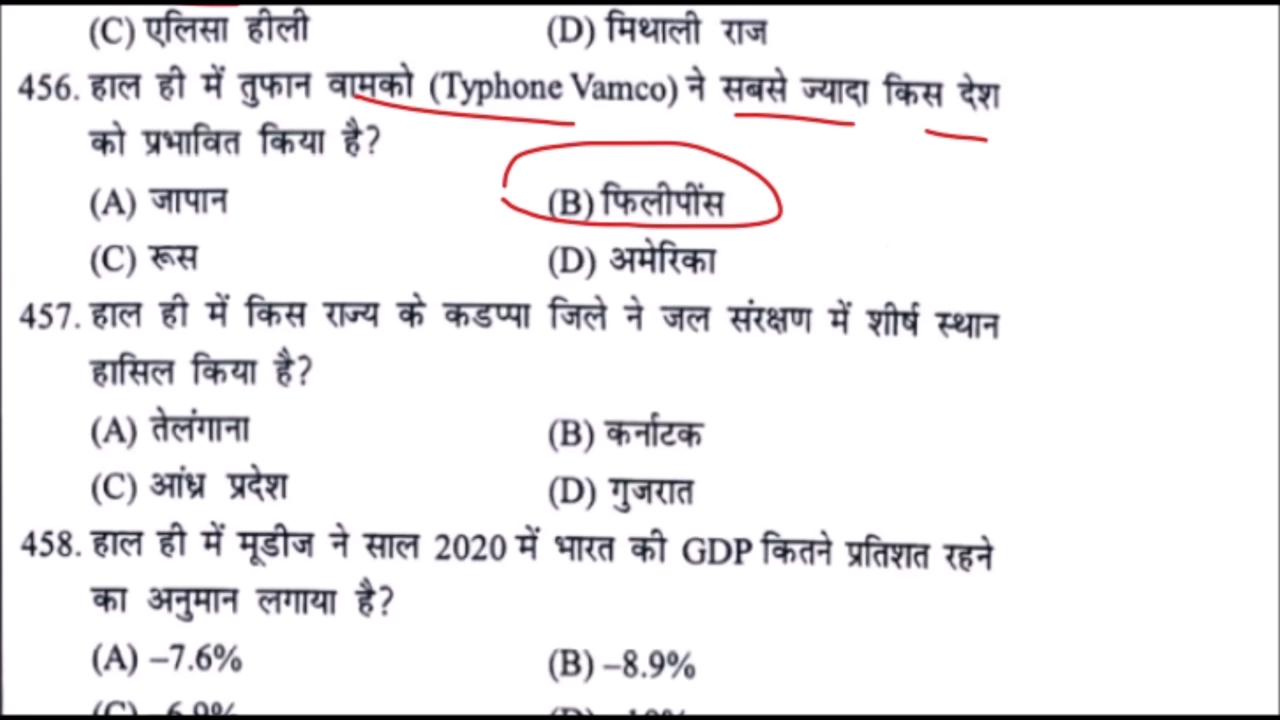 (C) एलिसा हीली (D) मिथाली राज
456. हाल ही में तुफान वामको (Typhone Vamco) ने सबसे ज्यादा किस देश
को प्रभावित किया है?
(A) जापान (B) फिलीपींस
(C) रूस (D) अमेरिका
457. हाल ही में किस राज्य के कडप्पा जिले ने जल संरक्षण में शीर्ष स्थान
हासिल किया है?
(A) तेलंगाना (B) कर्नाटक
(C) आंध्र प्रदेश (D) गुजरात
458. हाल ही में मूडीज ने साल 2020 में भारत की GDP कितने प्रतिशत रहने
का अनुमान लगाया है?
(A) –7.6% (B) –8.9%